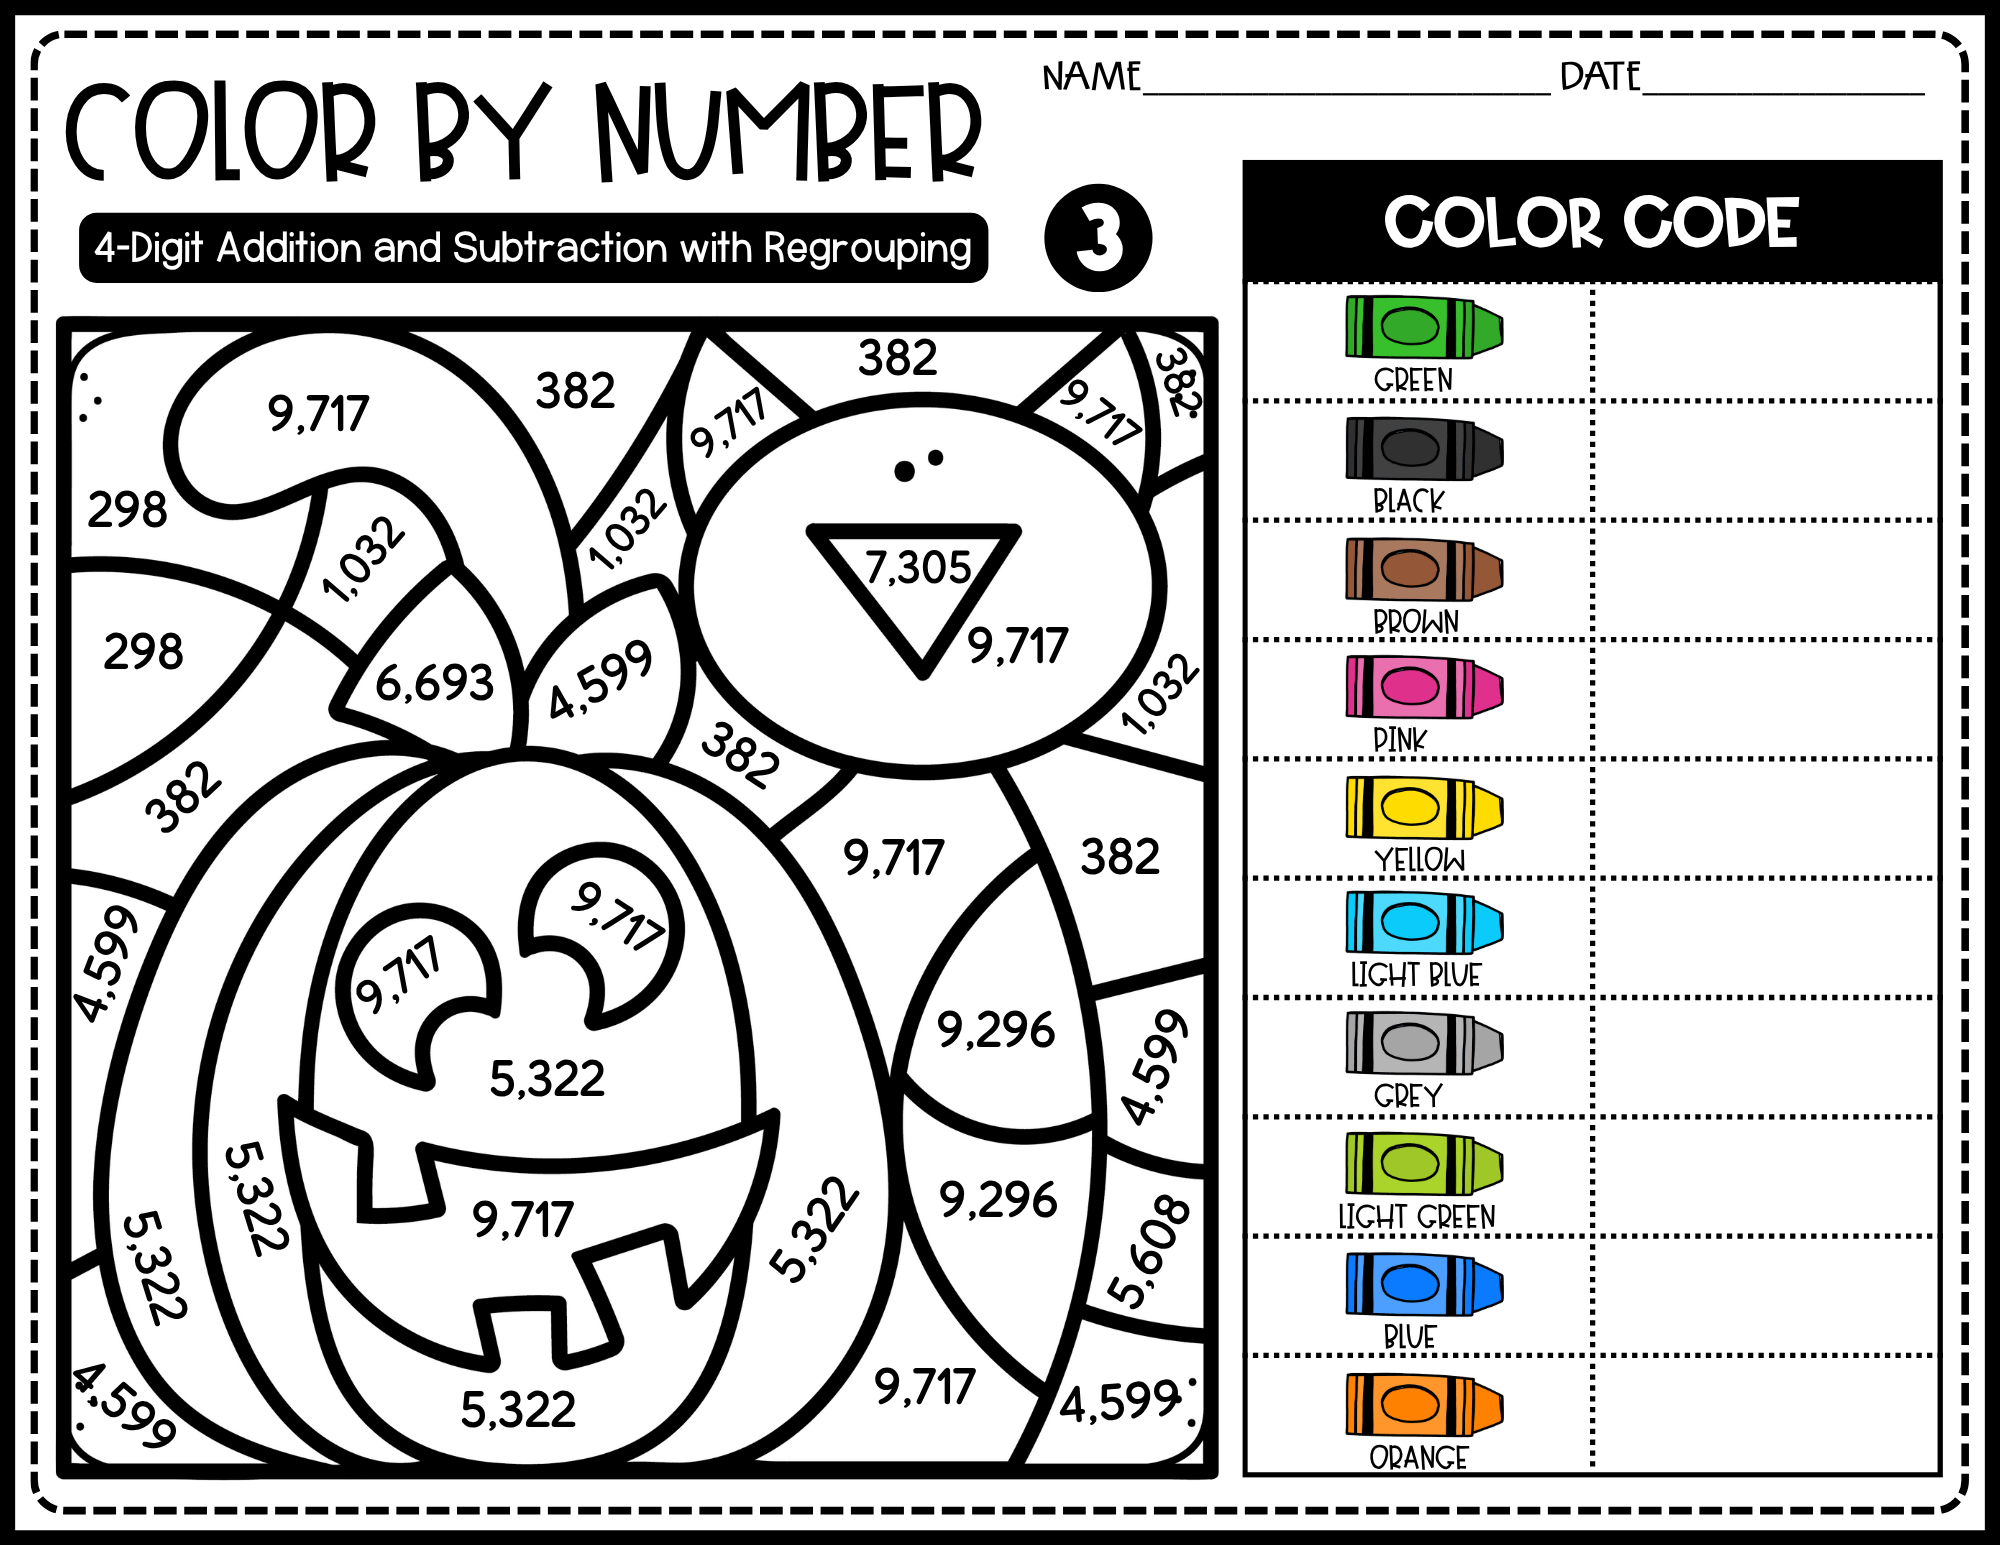 COLOR BY NUMBER
NAME____________________ DATE______________
4-Digit Addition and Subtraction with Regrouping
3
COLOR CODE
GREEN
BLACK
BROWN
PINK
YELLOW
LIGHT BLUE
GREY
LIGHT GREEN
BLUE
ORANGE
382
382
382
9,717
9,717
9,717
298
1,032
1,032
7,305
298
9,717
6,693
4,599
1,032
382
382
9,717
382
9,717
4,599
9,717
9,296
5,322
4,599
9,717
9,296
5,322
5,322
5,322
5,608
9,717
4,599
4,599
5,322